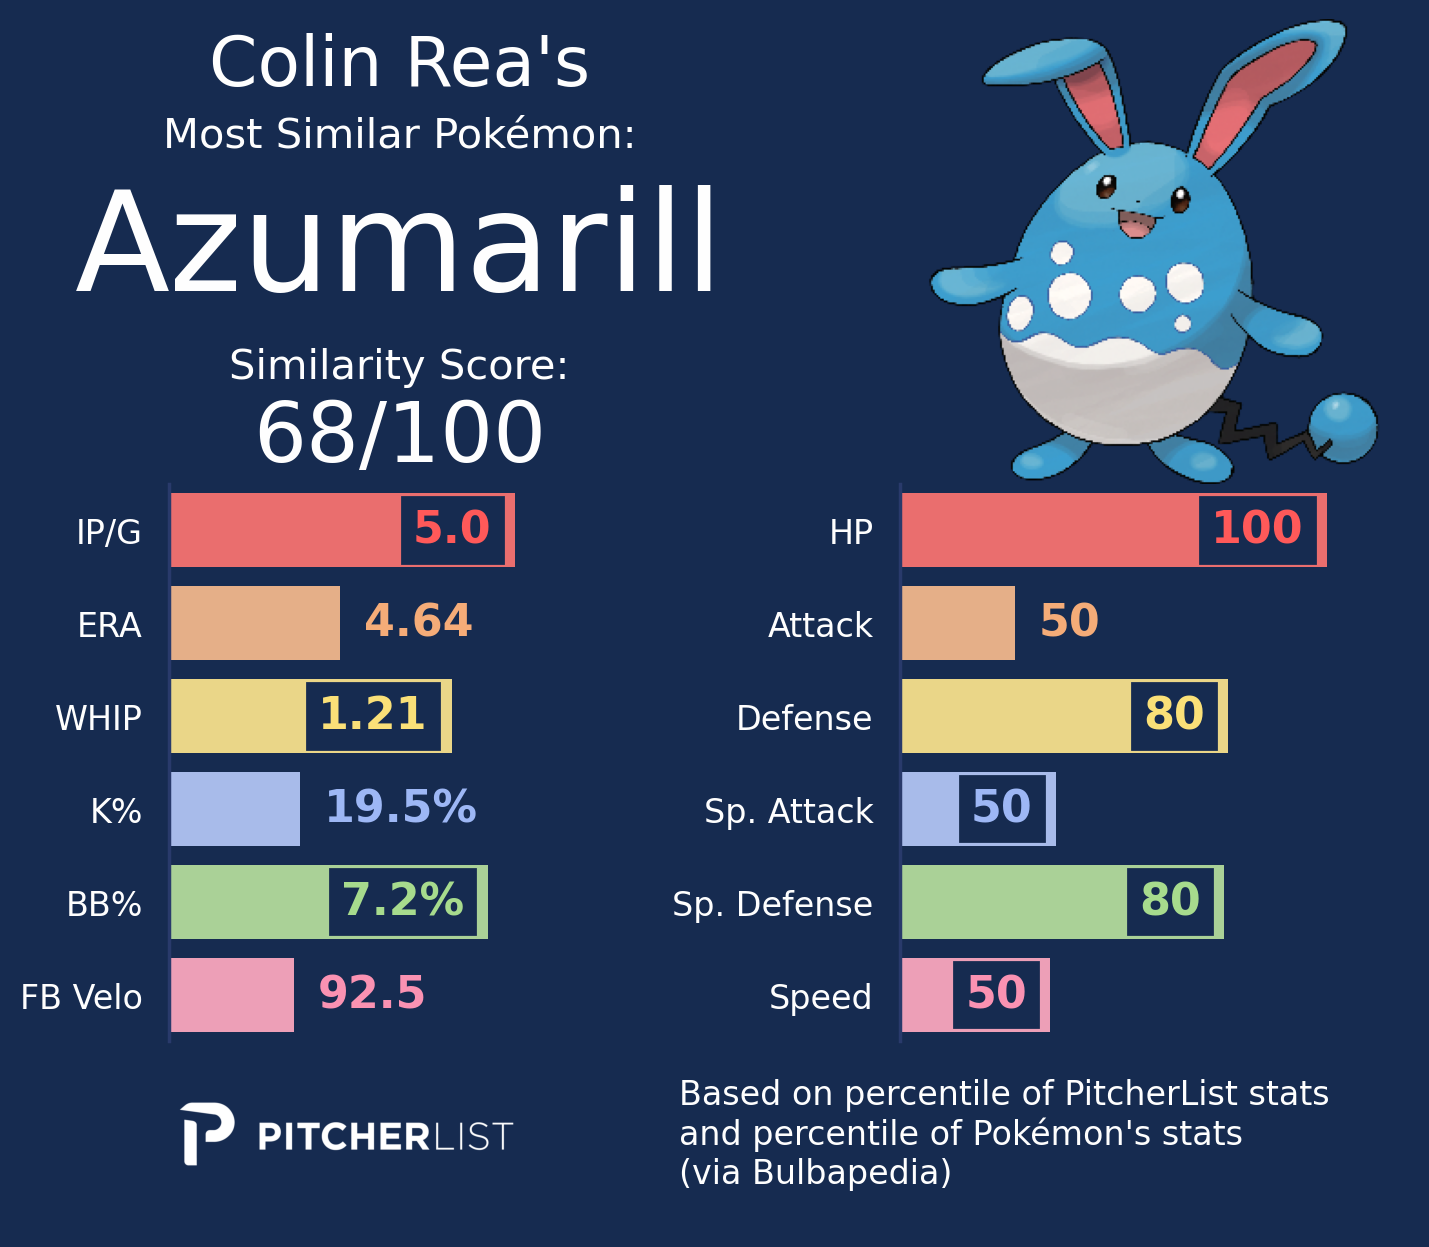 Colin Rea's
Most Similar Pokémon:
Azumarill
Similarity Score:
68/100
IP/G 5.0
ERA 4.64
WHIP 1.21
K% 19.5%
BB% 7.2%
FB Velo 92.5
HP 100
Attack 50
Defense 80
Sp. Attack 50
Sp. Defense 80
Speed 50
PITCHERLIST
Based on percentile of PitcherList stats
and percentile of Pokémon's stats
(via Bulbapedia)